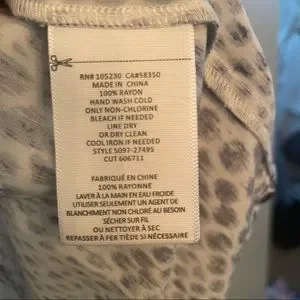 RN# 105230 CA#58350
MADE IN CHINA
100% RAYON
HAND WASH COLD
ONLY NON-CHLORINE
BLEACH IF NEEDED
LINE DRY
OR DRY CLEAN
COOL IRON IF NEEDED
STYLE 5097-27495
CUT 606711
FABRIQUÉ EN CHINE
100% RAYONNE
LAVER À LA MAIN EN EAU FROIDE
UTILISER SEULEMENT UN AGENT DE
BLANCHIMENT NON CHLORÉ AU BESOIN
SÉCHER SUR FIL
OU NETTOYER À SEC
REPASSER À FER TIÈDE SI NÉCESSAIRE